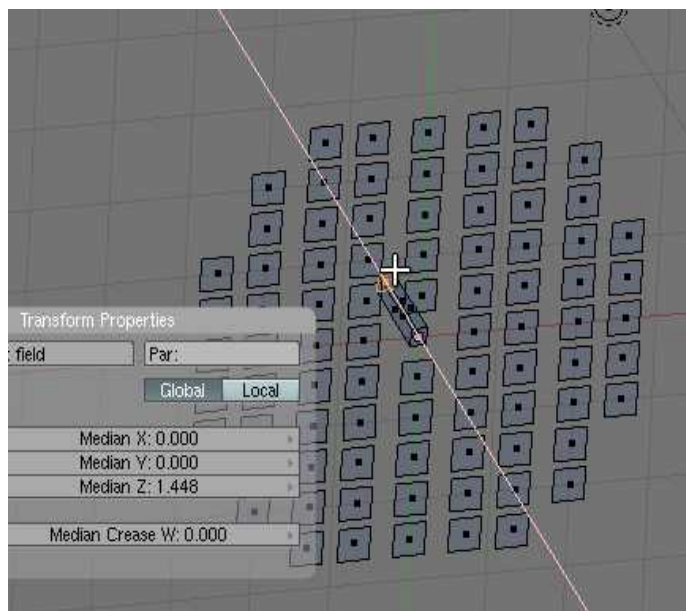 Transform Properties
: field Par:
Global Local
Median X: 0.000
Median Y: 0.000
Median Z: 1.448
Median Crease W: 0.000